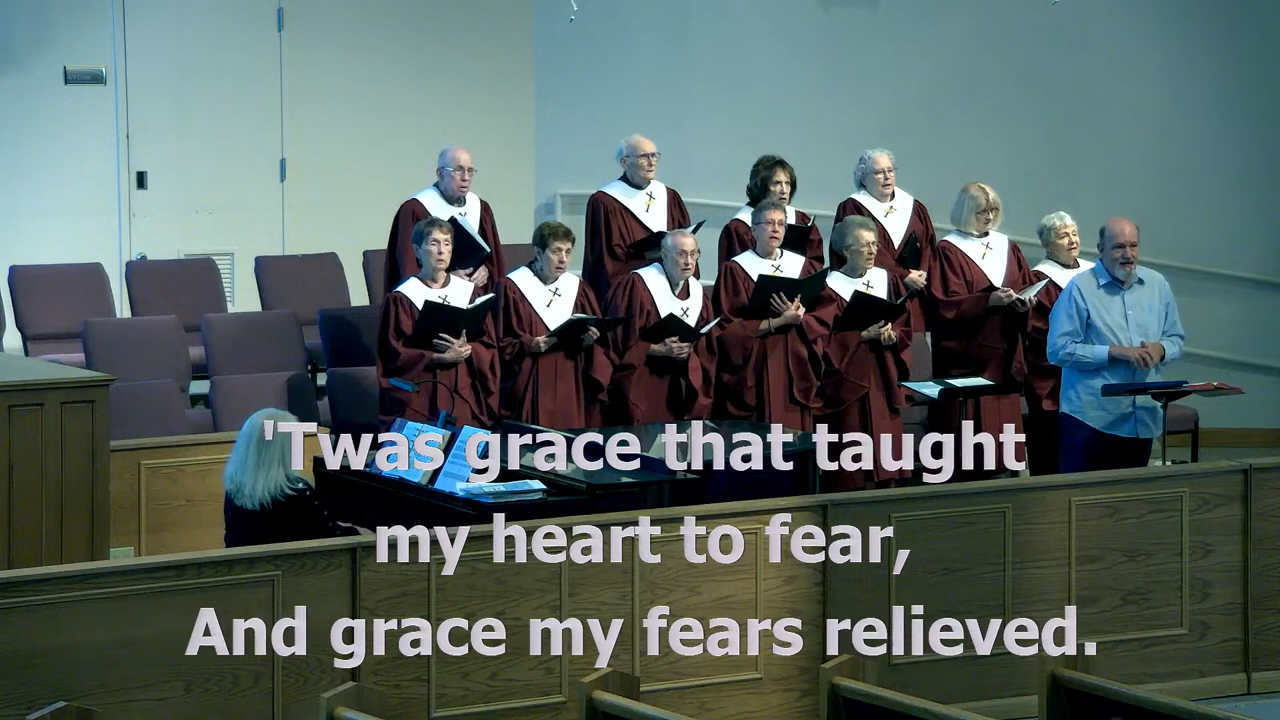 'Twas grace that taught
my heart to fear,
And grace my fears relieved.